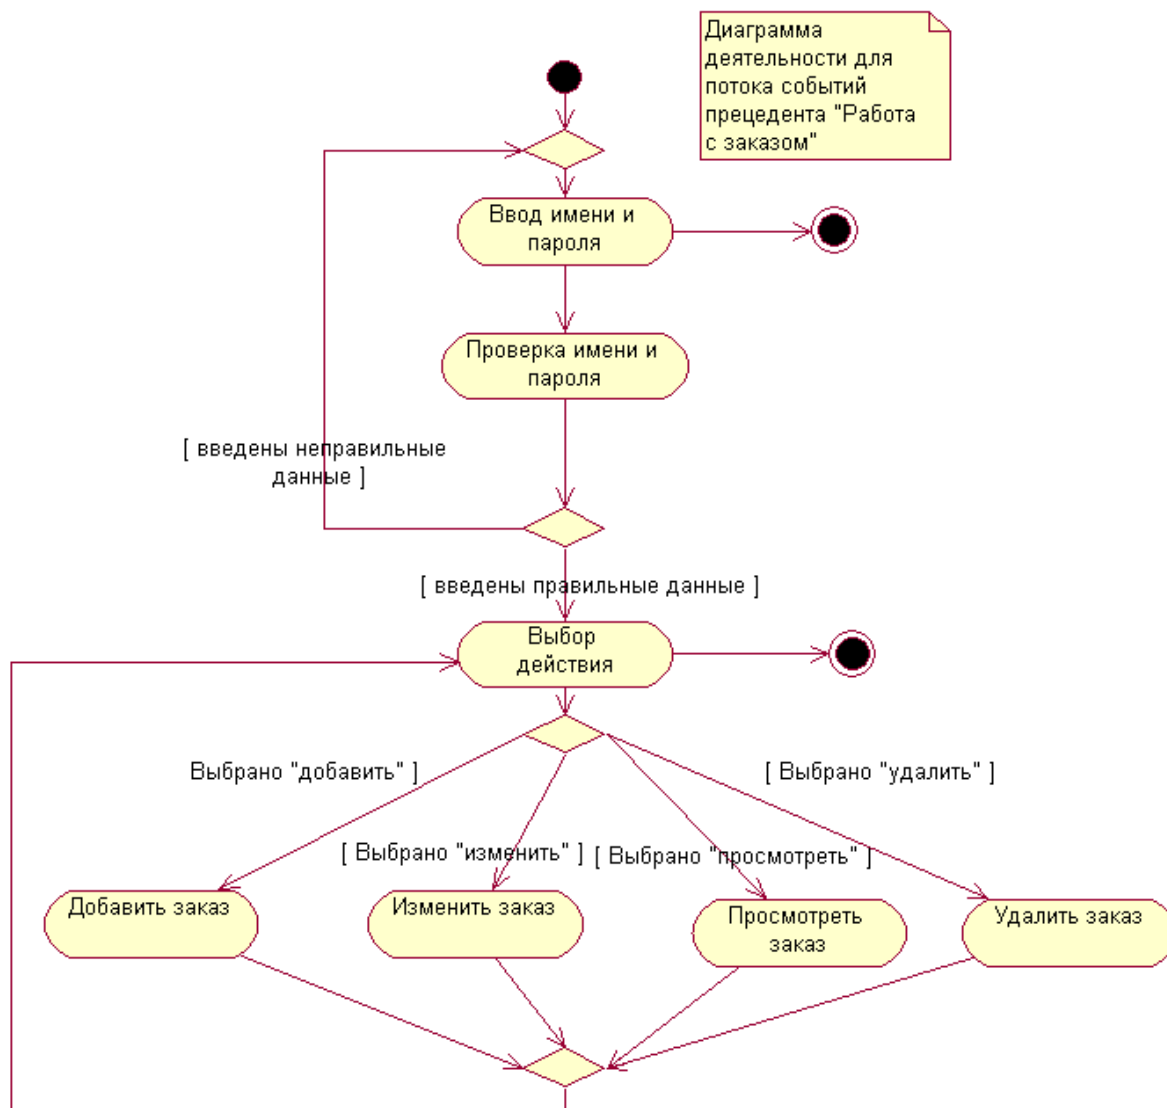 Диаграмма
деятельности для
потока событий
прецедента "Работа
с заказом"
Ввод имени и
пароля
Проверка имени и
пароля
[ введены неправильные
данные ]
[ введены правильные данные ]
Выбор
действия
Выбрано "добавить" ]
[ Выбрано "удалить" ]
[ Выбрано "изменить" ]
[ Выбрано "просмотреть" ]
Добавить заказ
Изменить заказ
Просмотреть
заказ
Удалить заказ